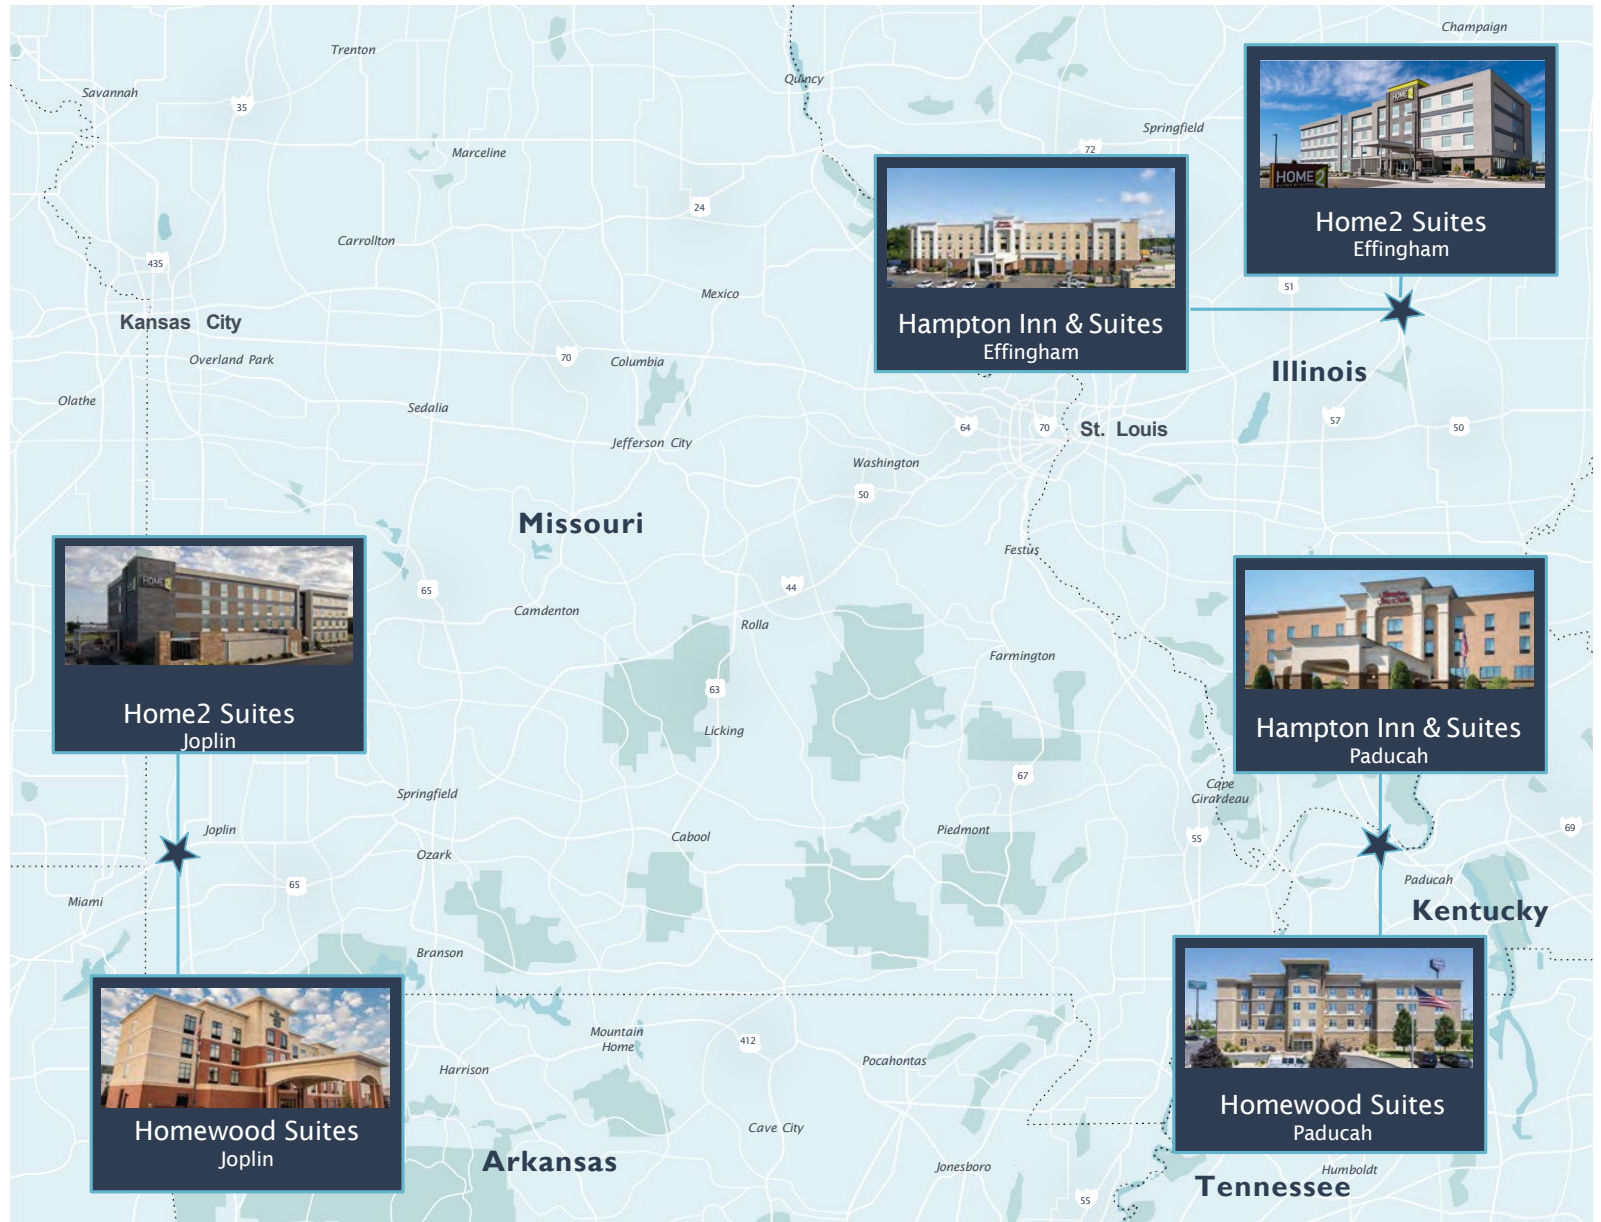 Champaign
Trenton
Quincy
Savannah
35
Springfield
72
Marceline
HOME2
HOME2
Home2 Suites
Effingham
24
Carrollton
435
51
Mexico
Hampton Inn & Suites
Effingham
Kansas City
Overland Park
70
Columbia
Illinois
Olathe
Sedalia
64
70
St. Louis
57
50
Jefferson City
Washington
50
Missouri
Festus
HOME2
Home2 Suites
Joplin
65
44
Camdenton
Rolla
Farmington
63
Licking
Hampton Inn & Suites
Paducah
67
Cape
Girardeau
Springfield
Joplin
Cabool
Piedmont
55
69
Ozark
65
Paducah
Miami
Kentucky
Branson
Homewood Suites
Joplin
Mountain
Home
412
Harrison
Pocahontas
Homewood Suites
Paducah
Cave City
Arkansas
Jonesboro
Humboldt
Tennessee
55